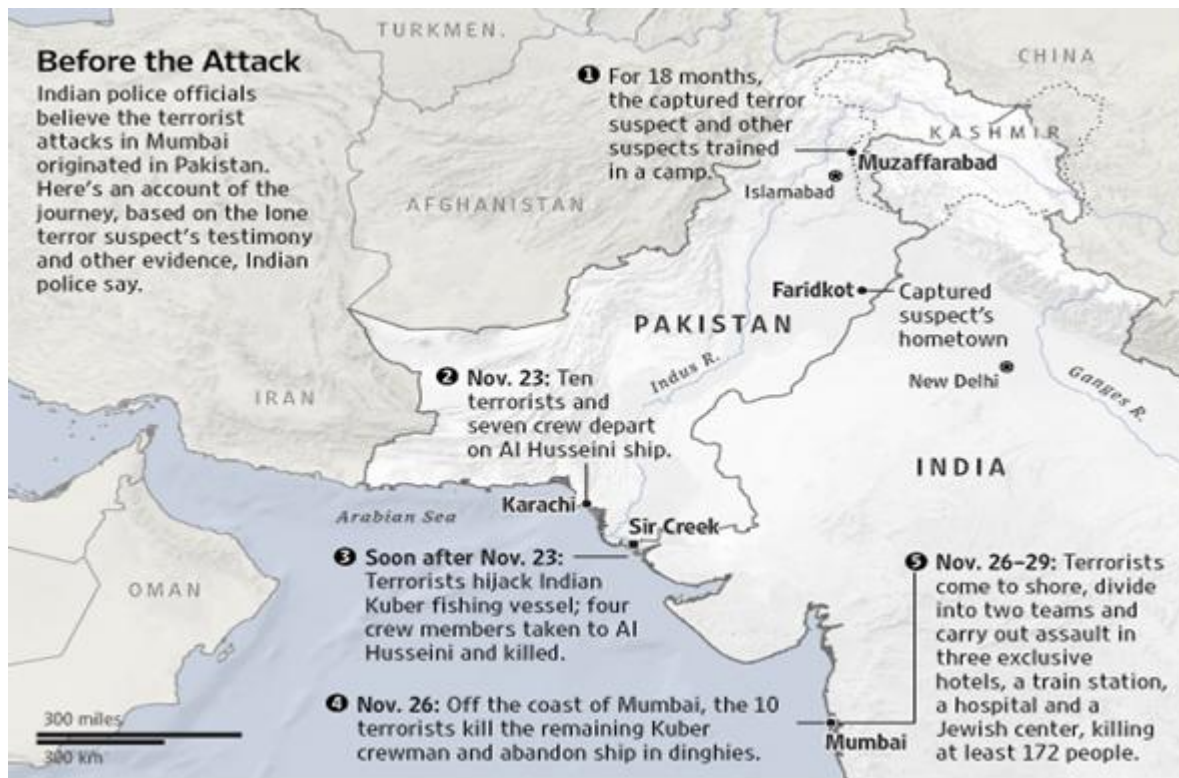 Before the Attack
Indian police officials
believe the terrorist
attacks in Mumbai
originated in Pakistan.
Here's an account of the
journey, based on the lone
terror suspect's testimony
and other evidence, Indian
police say.
TURKMEN.
CHINA
❶ For 18 months,
the captured terror
suspect and other
suspects trained
in a camp.
KASHMIR
Muzaffarabad
Islamabad
AFGHANISTAN
Faridkot
Captured
suspect's
hometown
PAKISTAN
Indus R.
New Delhi
Ganges R.
IRAN
❷ Nov. 23: Ten
terrorists and
seven crew depart
on Al Husseini ship.
INDIA
Karachi
Arabian Sea
Sir Creek
❸ Soon after Nov. 23:
Terrorists hijack Indian
Kuber fishing vessel; four
crew members taken to Al
Husseini and killed.
OMAN
❺ Nov. 26–29: Terrorists
come to shore, divide
into two teams and
carry out assault in
three exclusive
hotels, a train station,
a hospital and a
Jewish center, killing
at least 172 people.
❹ Nov. 26: Off the coast of Mumbai, the 10
terrorists kill the remaining Kuber
crewman and abandon ship in dinghies.
Mumbai
300 miles
300 km